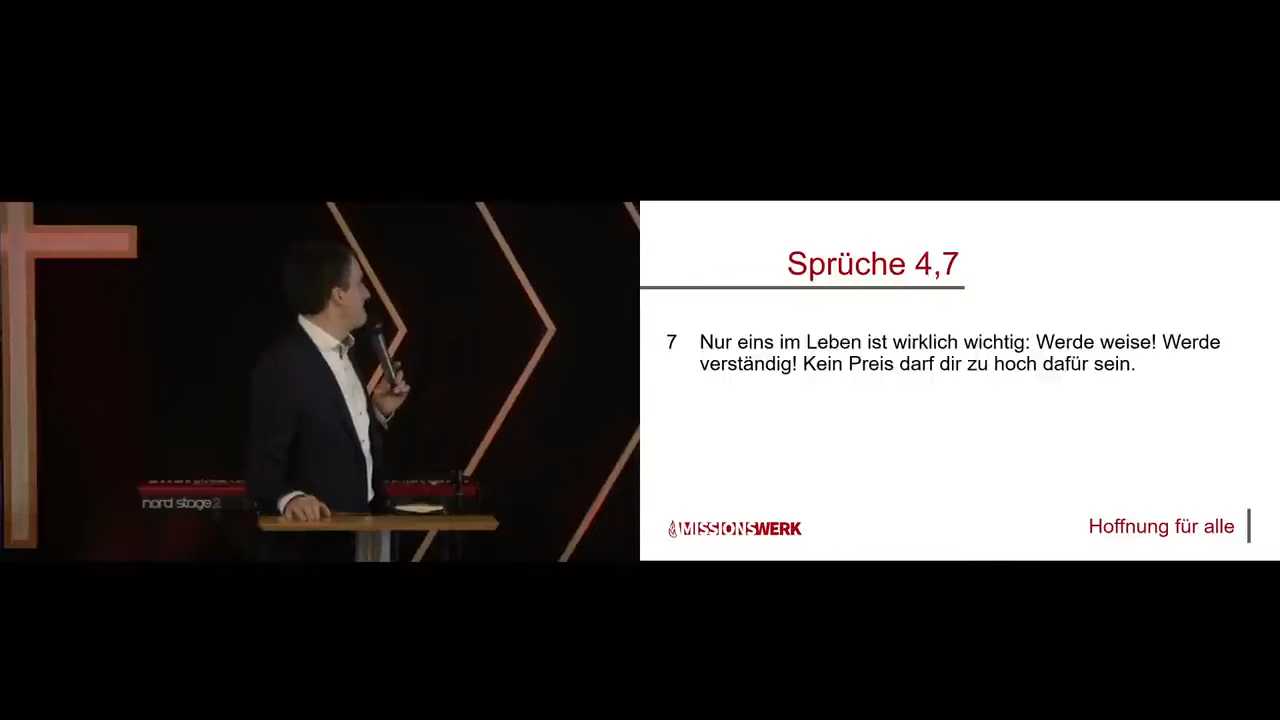 nord stage 2
Sprüche 4,7
7 Nur eins im Leben ist wirklich wichtig: Werde weise! Werde
verständig! Kein Preis darf dir zu hoch dafür sein.
MISSIONSWERK
Hoffnung für alle